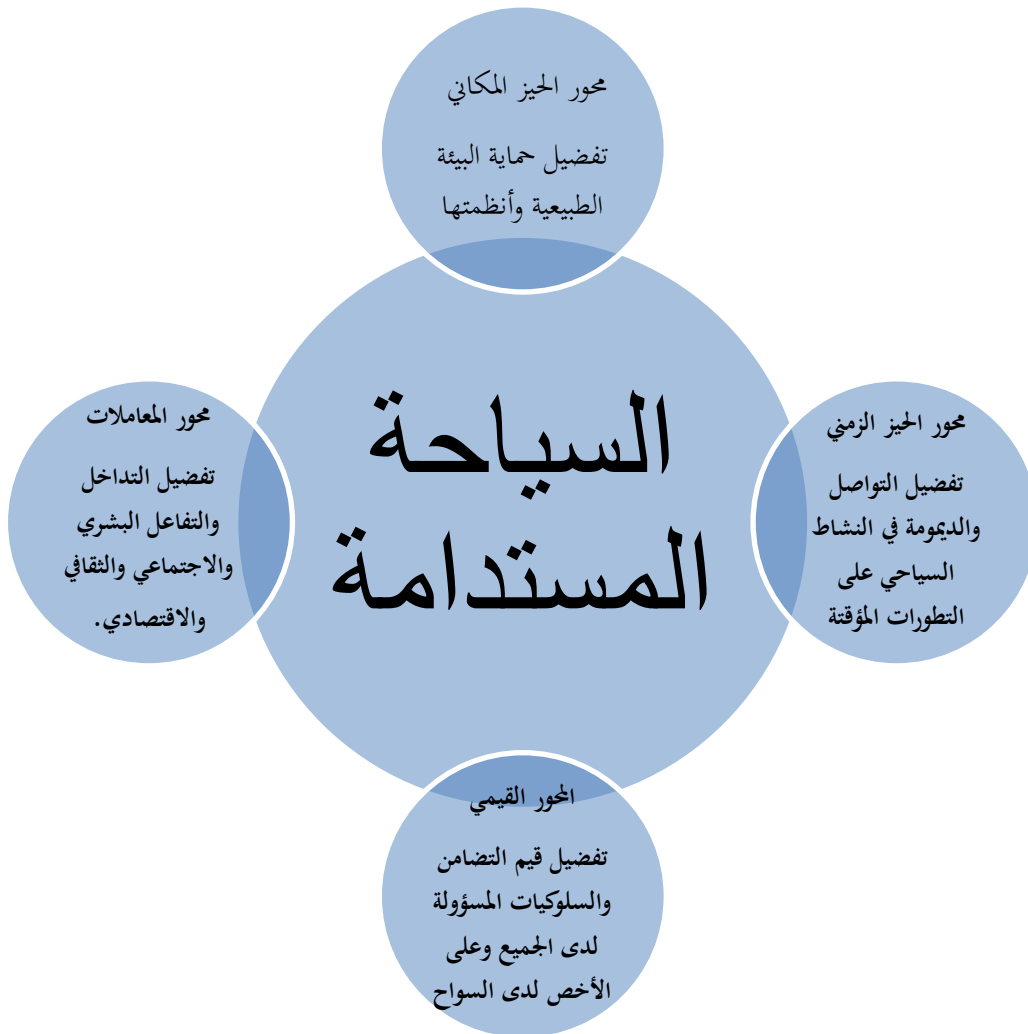 محور الحيز المكاني
تفضيل حماية البيئة
الطبيعية وأنظمتها
السياحة
المستدامة
محور الحيز الزمني
تفضيل التواصل
والديمومة في النشاط
السياحي على
التطورات المؤقتة
المحور القيمي
تفضيل قيم التضامن
والسلوكيات المسؤولة
لدى الجميع وعلى
الأخص لدى السواح
محور المعاملات
تفضيل التداخل
والتفاعل البشري
والاجتماعي والثقافي
والاقتصادي.